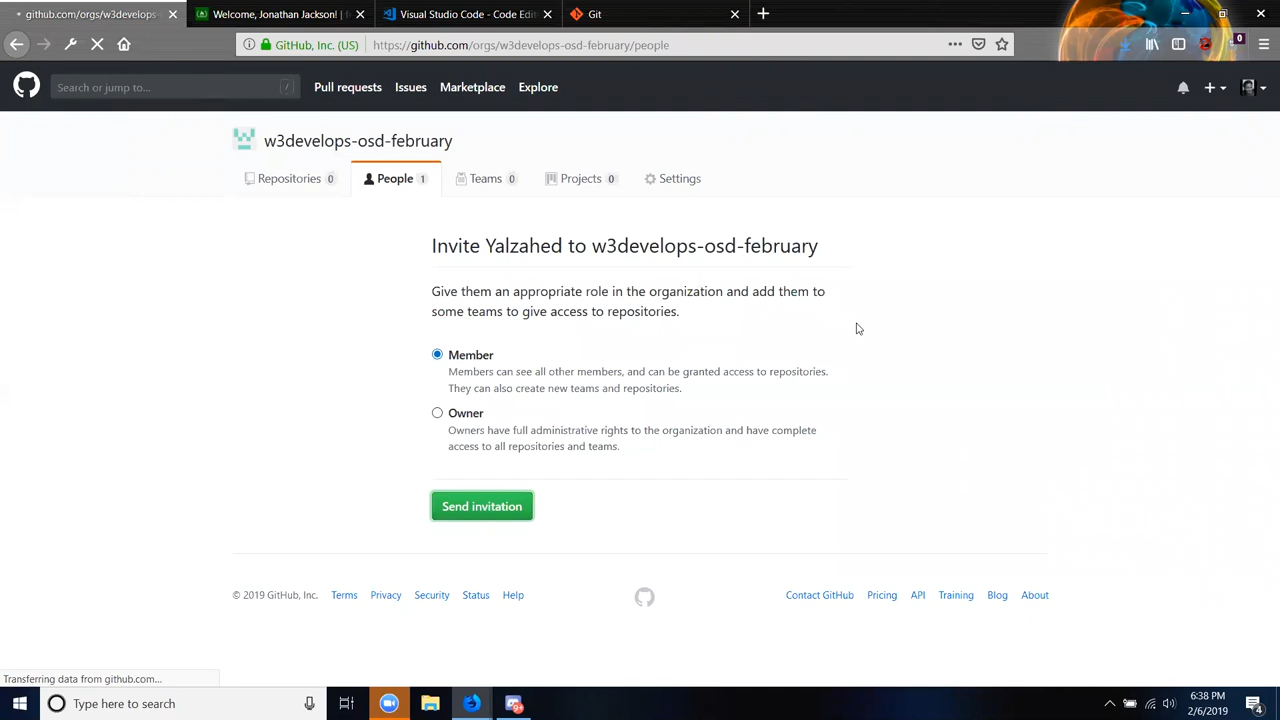 github.com/orgs/w3develops-
Welcome, Jonathan Jackson! |
Visual Studio Code - Code Edit
Git
0
GitHub, Inc. (US)
https://github.com/orgs/w3develops-osd-february/people
Search or jump to...
/
Pull requests
Issues
Marketplace
Explore
w3develops-osd-february
Repositories 0
People 1
Teams 0
Projects 0
Settings
Invite Yalzahed to w3develops-osd-february
Give them an appropriate role in the organization and add them to
some teams to give access to repositories.
Member
Members can see all other members, and can be granted access to repositories.
They can also create new teams and repositories.
Owner
Owners have full administrative rights to the organization and have complete
access to all repositories and teams.
Send invitation
© 2019 GitHub, Inc.
Terms
Privacy
Security
Status
Help
Contact GitHub
Pricing
API
Training
Blog
About
Transferring data from github.com...
Type here to search
6:38 PM
2/6/2019
4